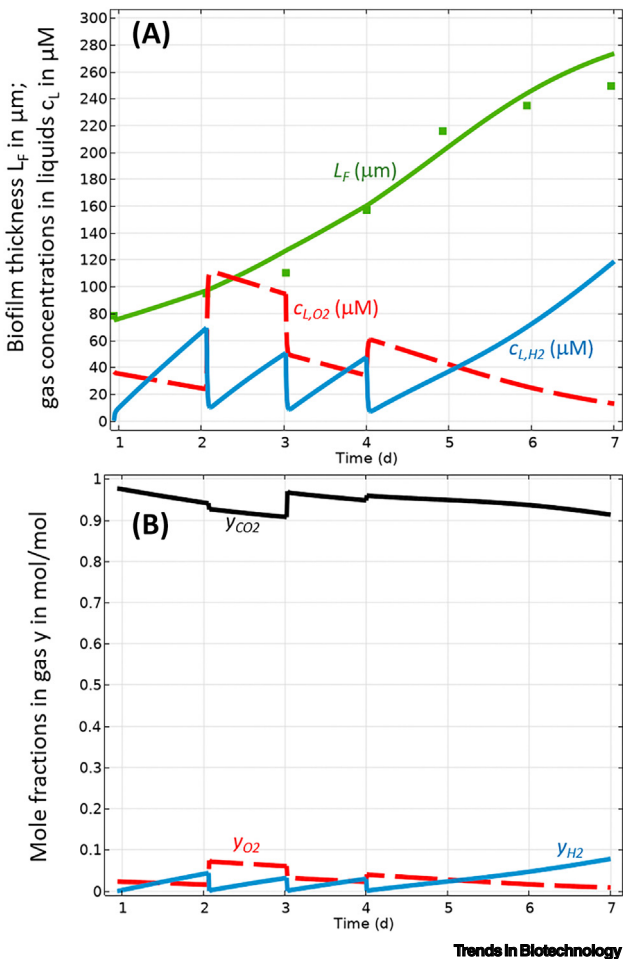 Biofilm thickness L_F in µm;
gas concentrations in liquids c_L in µM
(A)
300
280
260
240
220
200
180
160
140
120
100
80
60
40
20
0
L_F (µm)
c_L,O2 (µM)
c_L,H2 (µM)
1 2 3 4 5 6 7
Time (d)
Mole fractions in gas y in mol/mol
(B)
1
0.9
0.8
0.7
0.6
0.5
0.4
0.3
0.2
0.1
0
y_CO2
y_O2
y_H2
1 2 3 4 5 6 7
Time (d)
Trends in Biotechnology